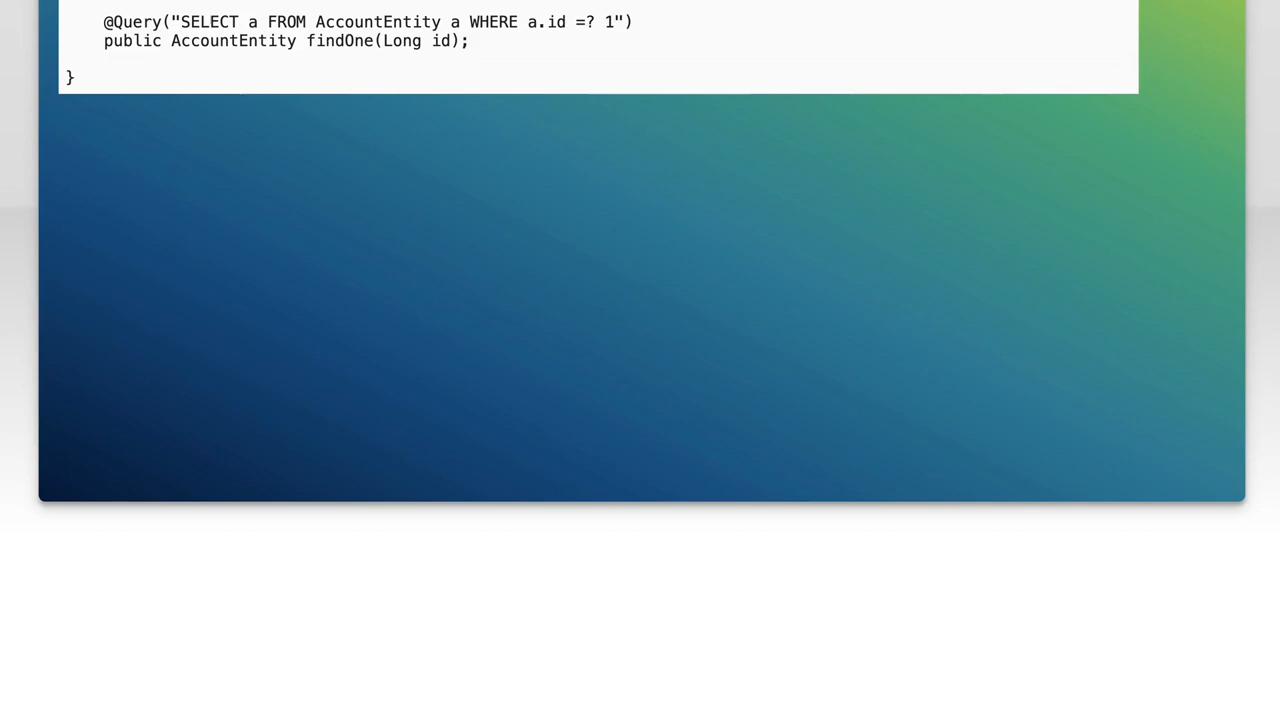 @Query("SELECT a FROM AccountEntity a WHERE a.id =? 1")
public AccountEntity findOne(Long id);
}